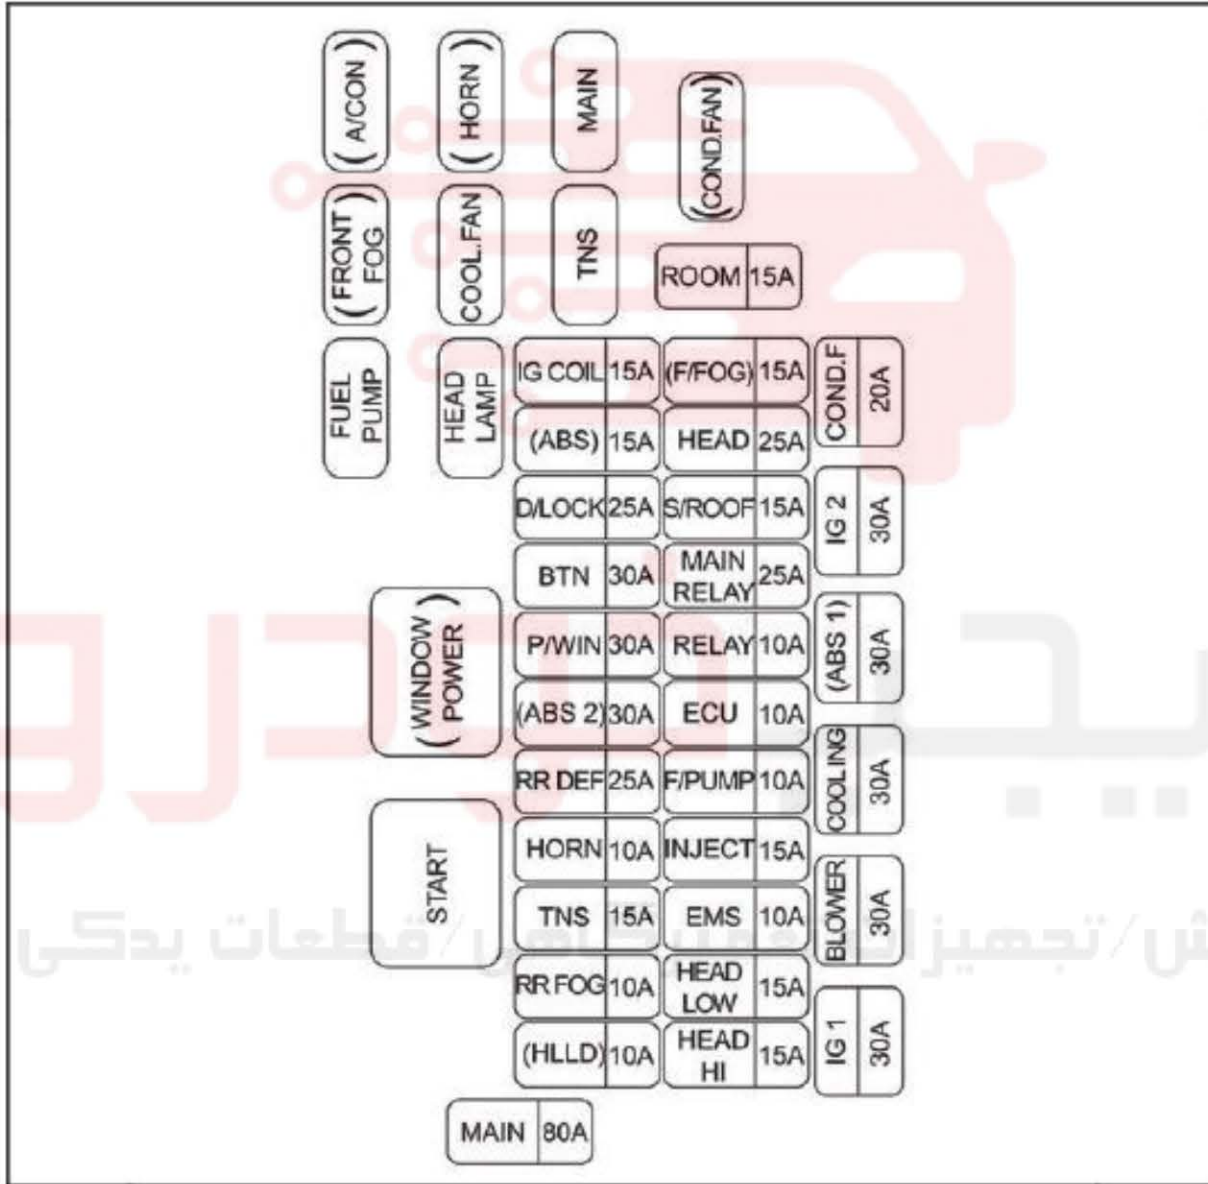 (A/CON)
(HORN)
MAIN
(COND.FAN)
(FRONT)
FOG
COOL.FAN
TNS
ROOM 15A
FUEL
PUMP
HEAD
LAMP
IG COIL 15A
(F/FOG) 15A
COND.F 20A
(ABS) 15A
HEAD 25A
D/LOCK 25A
S/ROOF 15A
IG 2 30A
BTN 30A
MAIN
RELAY 25A
(WINDOW)
POWER
P/WIN 30A
RELAY 10A
(ABS 1) 30A
(ABS 2) 30A
ECU 10A
RR DEF 25A
F/PUMP 10A
COOLING 30A
START
HORN 10A
INJECT 15A
TNS 15A
EMS 10A
BLOWER 30A
RR FOG 10A
HEAD
LOW 15A
(HLLD) 10A
HEAD
HI 15A
IG 1 30A
MAIN 80A
قطعات یدکی